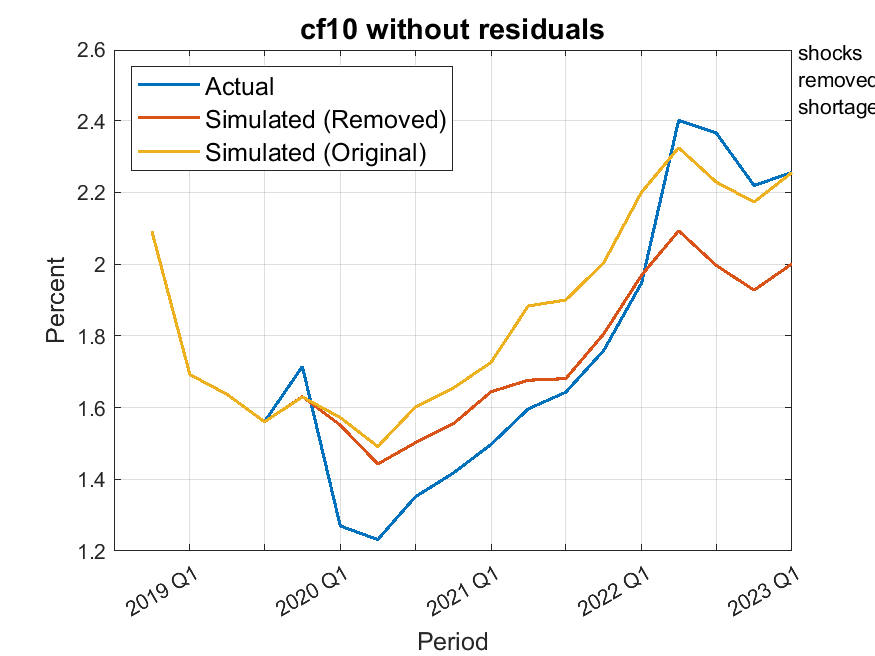 cf10 without residuals
shocks
removed
shortage
Actual
Simulated (Removed)
Simulated (Original)
2.6
2.4
2.2
2
1.8
1.6
1.4
1.2
Percent
2019 Q1
2020 Q1
2021 Q1
2022 Q1
2023 Q1
Period